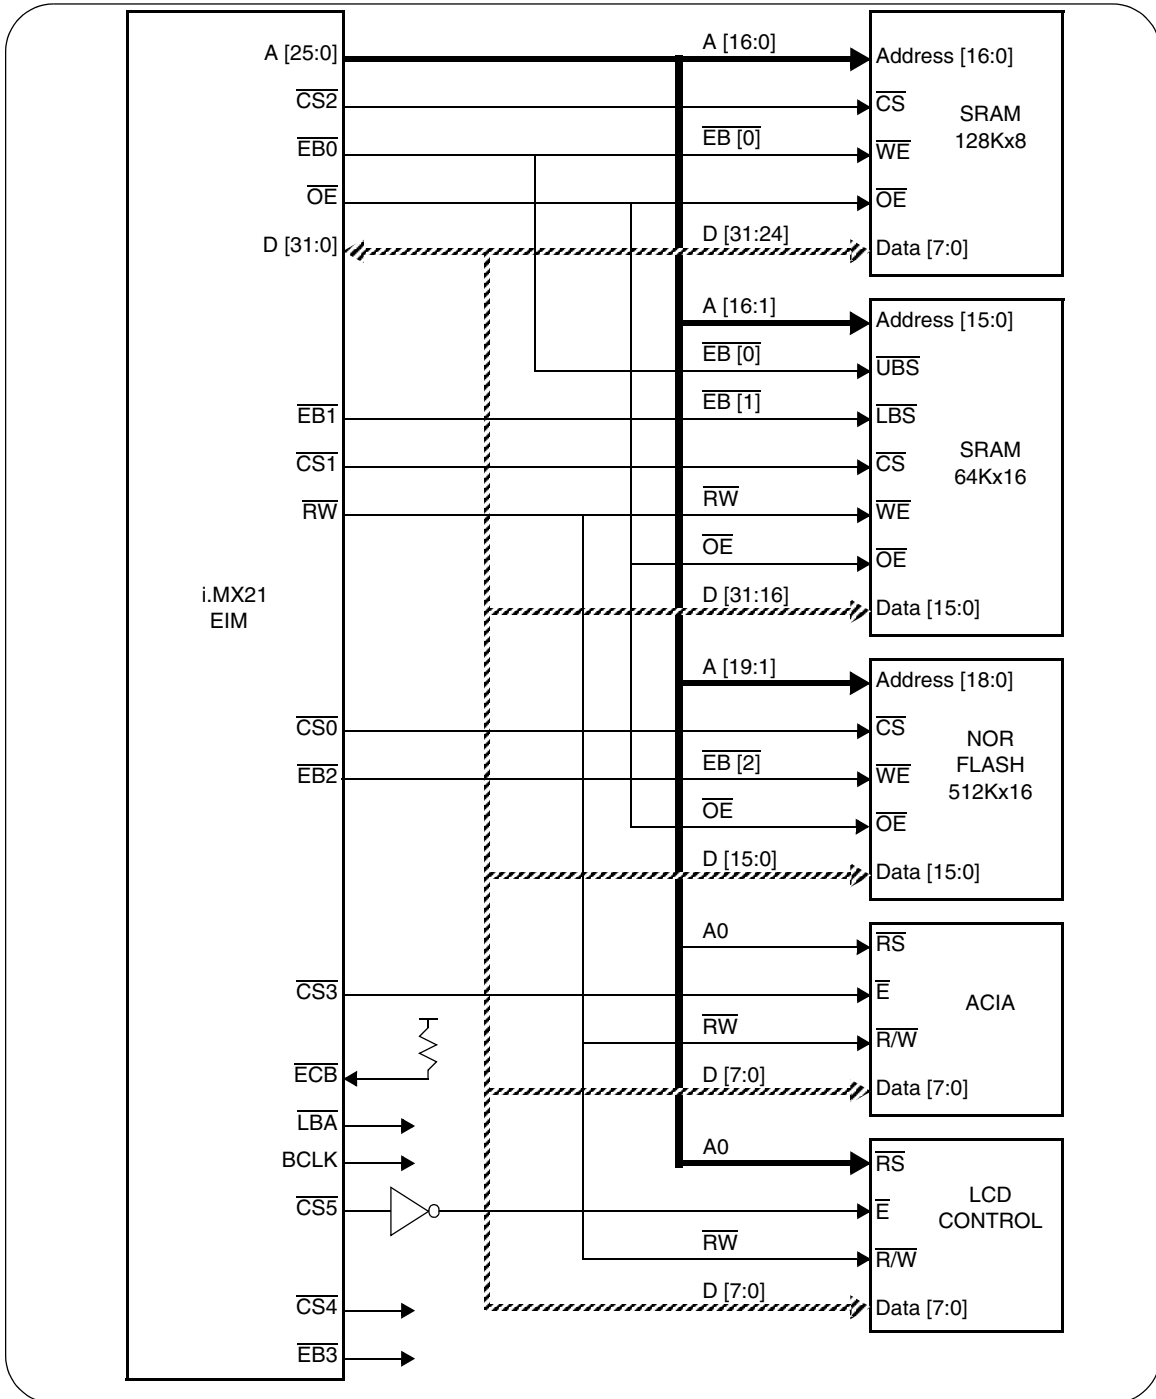 A [25:0]
A [16:0]
Address [16:0]
CS2
CS
SRAM
128Kx8
EB0
EB [0]
WE
OE
OE
D [31:0]
D [31:24]
Data [7:0]
A [16:1]
Address [15:0]
EB [0]
UBS
EB1
EB [1]
LBS
CS1
CS
SRAM
64Kx16
RW
RW
WE
OE
OE
i.MX21
EIM
D [31:16]
Data [15:0]
A [19:1]
Address [18:0]
CS0
CS
NOR
FLASH
512Kx16
EB2
EB [2]
WE
OE
OE
D [15:0]
Data [15:0]
A0
RS
CS3
E
ACIA
RW
R/W
ECB
D [7:0]
Data [7:0]
LBA
BCLK
A0
RS
CS5
E
LCD
CONTROL
RW
R/W
CS4
D [7:0]
Data [7:0]
EB3